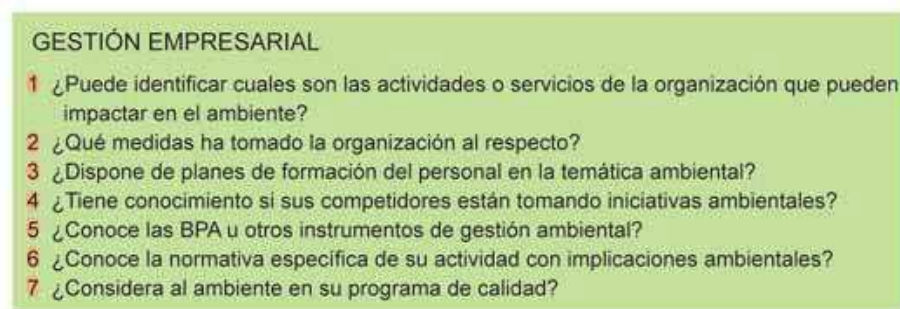 GESTIÓN EMPRESARIAL
1 ¿Puede identificar cuales son las actividades o servicios de la organización que pueden
impactar en el ambiente?
2 ¿Qué medidas ha tomado la organización al respecto?
3 ¿Dispone de planes de formación del personal en la temática ambiental?
4 ¿Tiene conocimiento si sus competidores están tomando iniciativas ambientales?
5 ¿Conoce las BPA u otros instrumentos de gestión ambiental?
6 ¿Conoce la normativa específica de su actividad con implicaciones ambientales?
7 ¿Considera al ambiente en su programa de calidad?